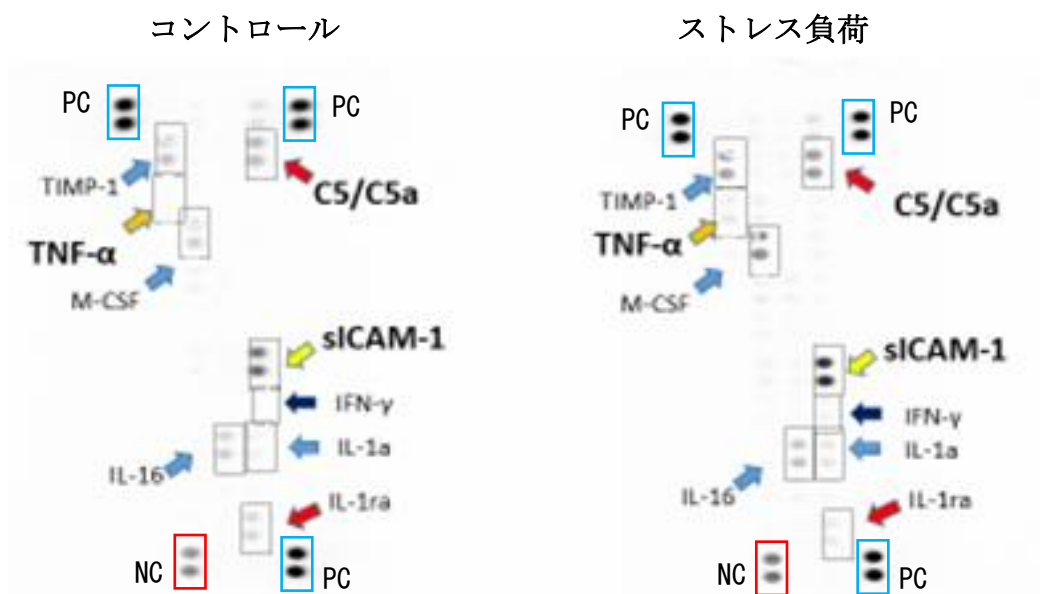 コントロール
PC
PC
TIMP-1
C5/C5a
TNF-α
M-CSF
sICAM-1
IFN-γ
IL-1a
IL-16
IL-1ra
NC
PC
ストレス負荷
PC
PC
TIMP-1
C5/C5a
TNF-α
M-CSF
sICAM-1
IFN-γ
IL-1a
IL-16
IL-1ra
NC
PC